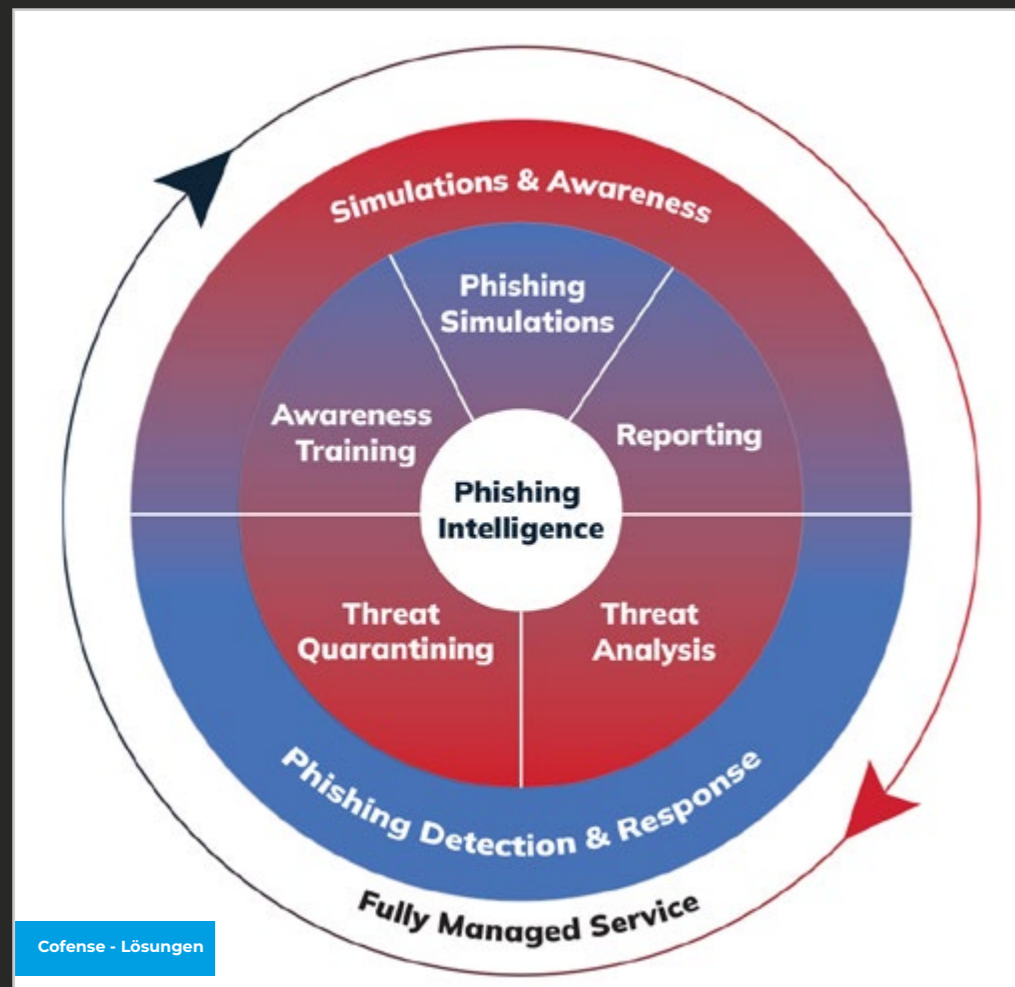 Simulations & Awareness
Phishing
Simulations
Awareness
Training
Reporting
Phishing
Intelligence
Threat
Quarantining
Threat
Analysis
Phishing Detection & Response
Fully Managed Service
Cofense - Lösungen